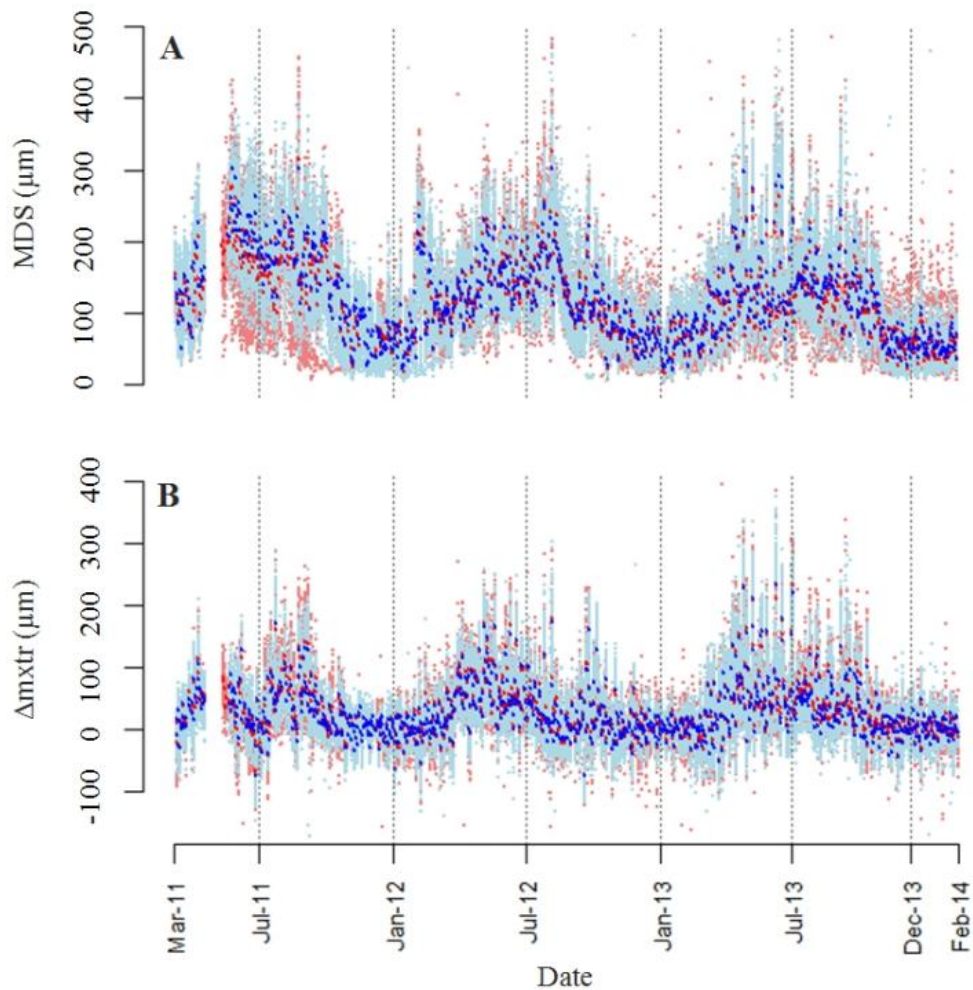 A
MDS (μm)
500
400
300
200
100
0
B
Δmxtr (μm)
400
300
200
100
0
-100
Mar-11
Jul-11
Jan-12
Jul-12
Jan-13
Jul-13
Dec-13
Feb-14
Date